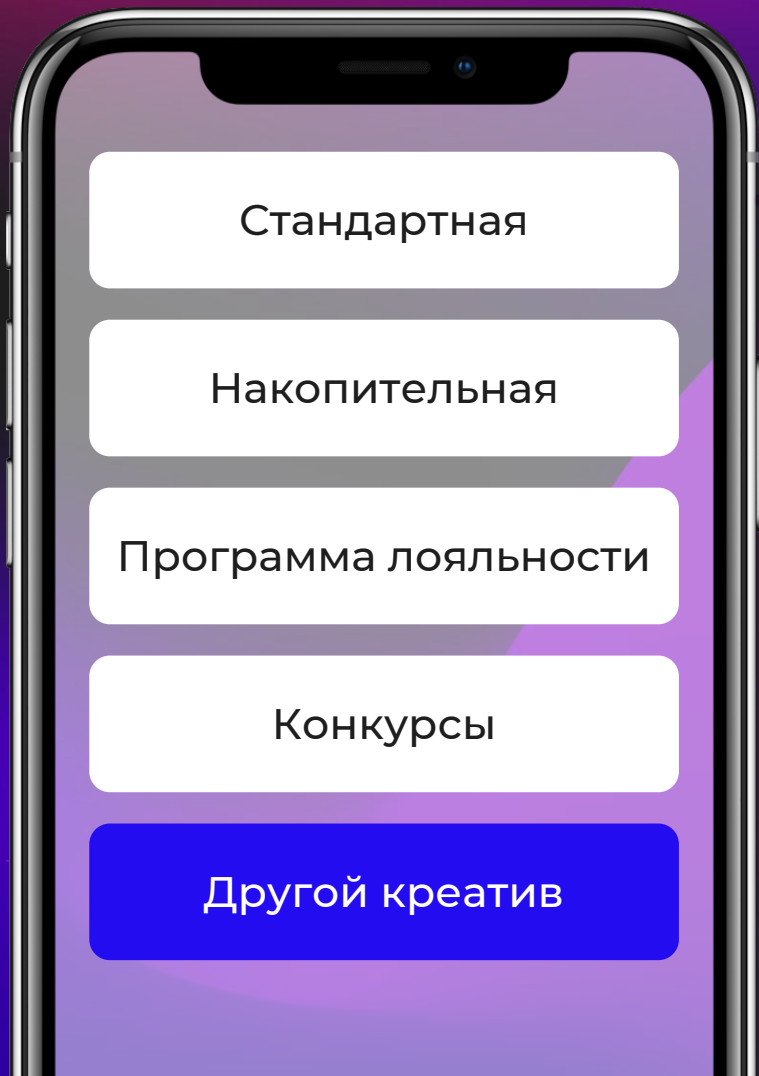 Стандартная
Накопительная
Программа лояльности
Конкурсы
Другой креатив